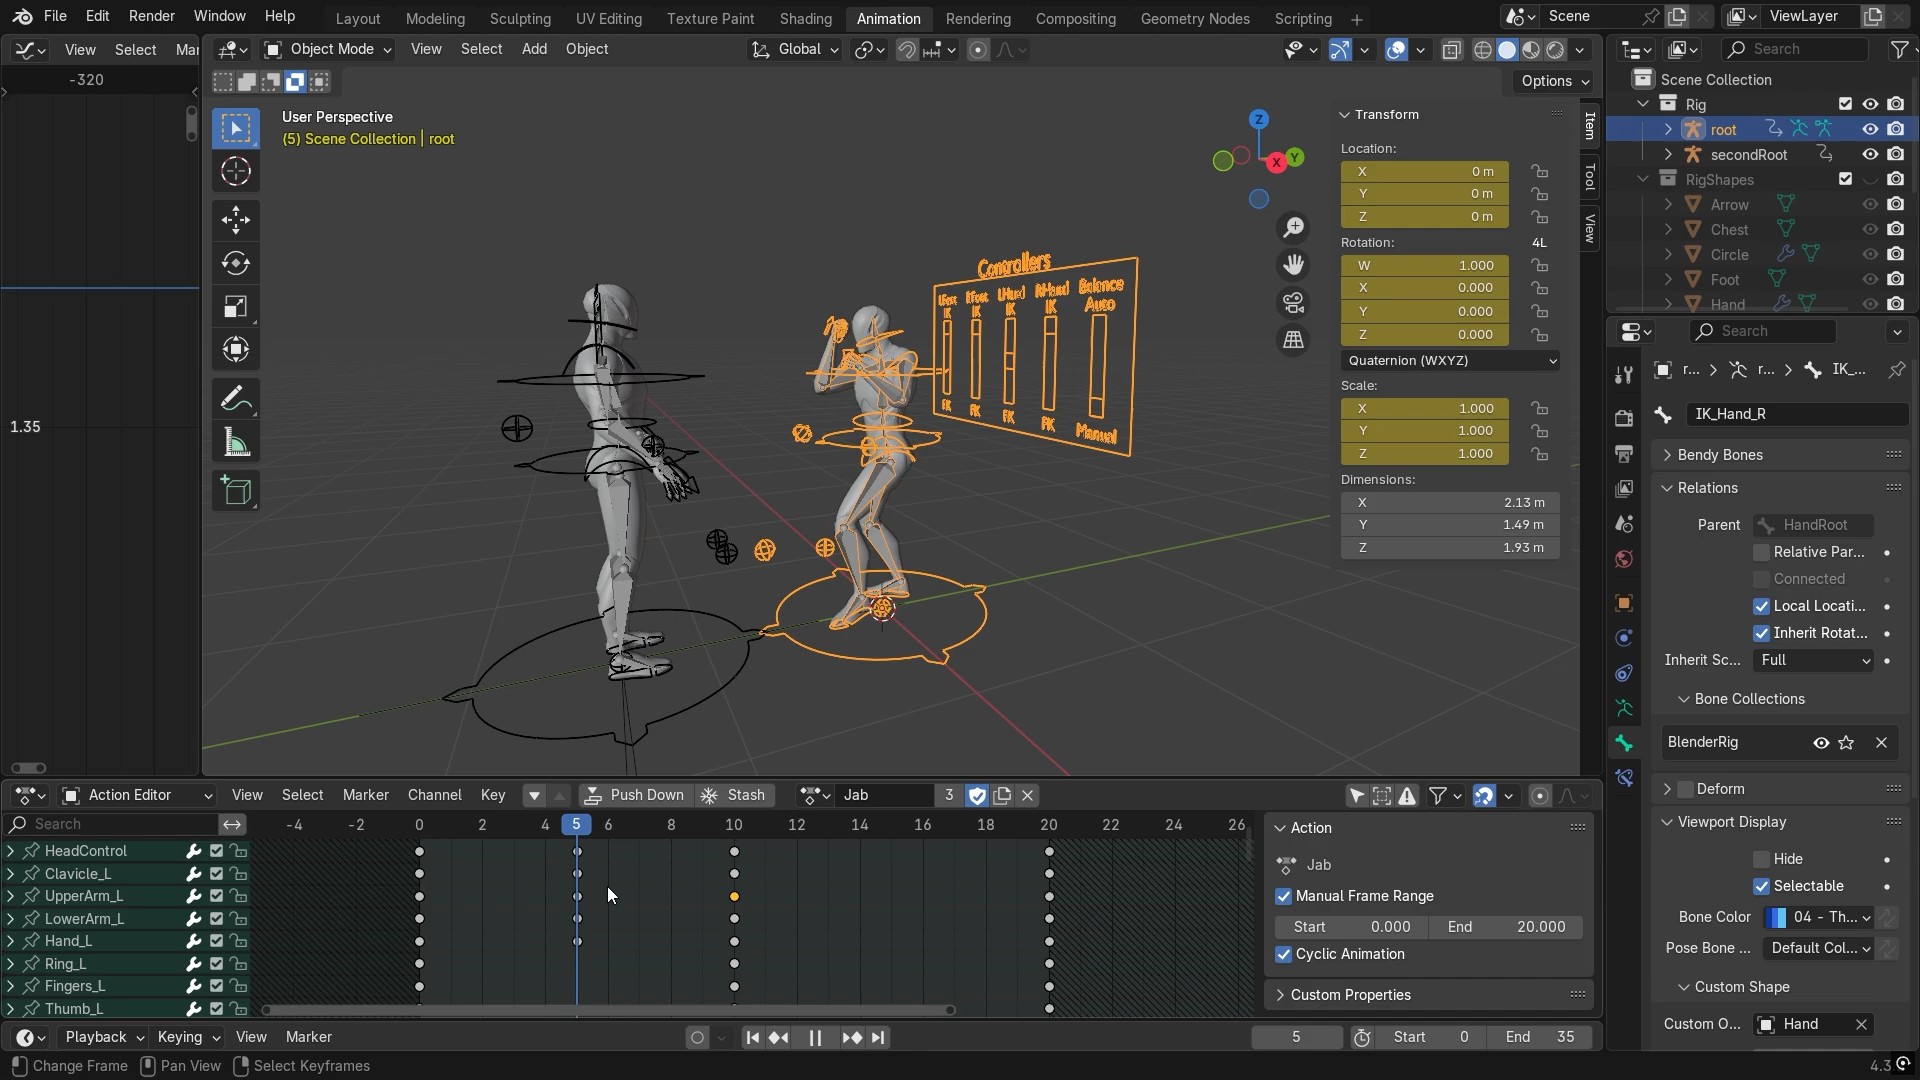 File Edit Render Window Help Layout Modeling Sculpting UV Editing Texture Paint Shading Animation Rendering Compositing Geometry Nodes Scripting + Scene ViewLayer
View Select Mar Object Mode View Select Add Object Global Search
-320
Options
1.35
User Perspective
(5) Scene Collection | root
Z
Y
X
Controllers
IK IK IK IK
Balance
Auto
FK FK FK FK
Manual
Transform
Location:
X 0 m
Y 0 m
Z 0 m
Rotation: 4L
W 1.000
X 0.000
Y 0.000
Z 0.000
Quaternion (WXYZ)
Scale:
X 1.000
Y 1.000
Z 1.000
Dimensions:
X 2.13 m
Y 1.49 m
Z 1.93 m
Item
Tool
View
Scene Collection
Rig
root
secondRoot
RigShapes
Arrow
Chest
Circle
Foot
Hand
Search
r... r... IK_...
IK_Hand_R
Bendy Bones
Relations
Parent HandRoot
Relative Par...
Connected
Local Locati...
Inherit Rotat...
Inherit Sc... Full
Bone Collections
BlenderRig
Deform
Viewport Display
Hide
Selectable
Bone Color 04 - Th...
Pose Bone ... Default Col...
Custom Shape
Custom O... Hand
Action Editor View Select Marker Channel Key Push Down Stash Jab 3
Search
-4 -2 0 2 4 5 6 8 10 12 14 16 18 20 22 24 26
HeadControl
Clavicle_L
UpperArm_L
LowerArm_L
Hand_L
Ring_L
Fingers_L
Thumb_L
Action
Jab
Manual Frame Range
Start 0.000 End 20.000
Cyclic Animation
Custom Properties
Playback Keying View Marker 5 Start 0 End 35
Change Frame Pan View Select Keyframes 4.3